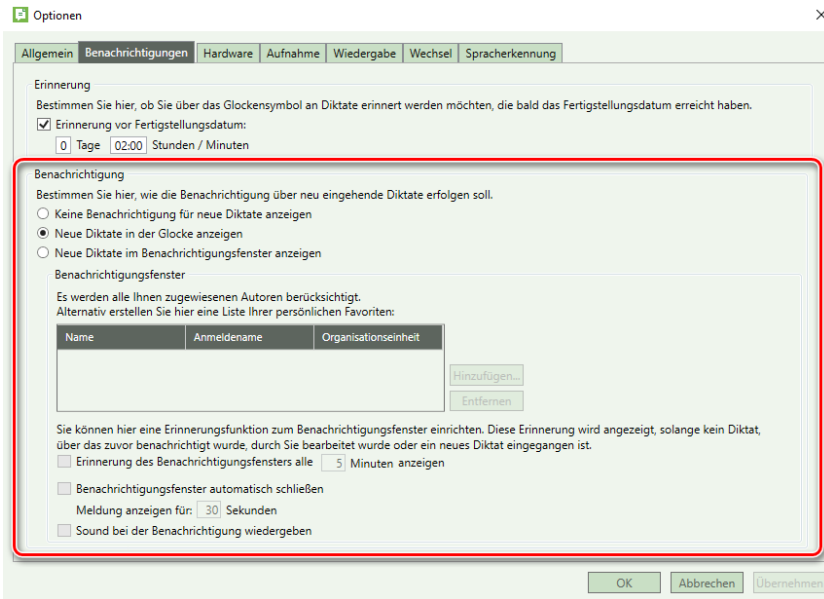 Optionen
Allgemein Benachrichtigungen Hardware Aufnahme Wiedergabe Wechsel Spracherkennung
Erinnerung
Bestimmen Sie hier, ob Sie über das Glockensymbol an Diktate erinnert werden möchten, die bald das Fertigstellungsdatum erreicht haben.
Erinnerung vor Fertigstellungsdatum:
0 Tage 02:00 Stunden / Minuten
Benachrichtigung
Bestimmen Sie hier, wie die Benachrichtigung über neu eingehende Diktate erfolgen soll.
Keine Benachrichtigung für neue Diktate anzeigen
Neue Diktate in der Glocke anzeigen
Neue Diktate im Benachrichtigungsfenster anzeigen
Benachrichtigungsfenster
Es werden alle Ihnen zugewiesenen Autoren berücksichtigt.
Alternativ erstellen Sie hier eine Liste Ihrer persönlichen Favoriten:
Name Anmeldename Organisationseinheit
Hinzufügen...
Entfernen
Sie können hier eine Erinnerungsfunktion zum Benachrichtigungsfenster einrichten. Diese Erinnerung wird angezeigt, solange kein Diktat,
über das zuvor benachrichtigt wurde, durch Sie bearbeitet wurde oder ein neues Diktat eingegangen ist.
Erinnerung des Benachrichtigungsfensters alle 5 Minuten anzeigen
Benachrichtigungsfenster automatisch schließen
Meldung anzeigen für: 30 Sekunden
Sound bei der Benachrichtigung wiedergeben
OK Abbrechen Übernehmen